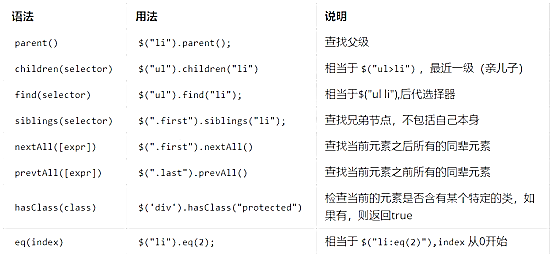 语法 用法 说明
parent() $("li").parent(); 查找父级
children(selector) $("ul").children("li") 相当于 $("ul>li") ，最近一级（亲儿子）
find(selector) $("ul").find("li"); 相当于$("ul li"),后代选择器
siblings(selector) $(".first").siblings("li"); 查找兄弟节点，不包括自己本身
nextAll([expr]) $(".first").nextAll() 查找当前元素之后所有的同辈元素
prevtAll([expr]) $(".last").prevAll() 查找当前元素之前所有的同辈元素
hasClass(class) $('div').hasClass("protected") 检查当前的元素是否含有某个特定的类，如
果有，则返回true
eq(index) $("li").eq(2); 相当于 $("li:eq(2)"),index 从0开始